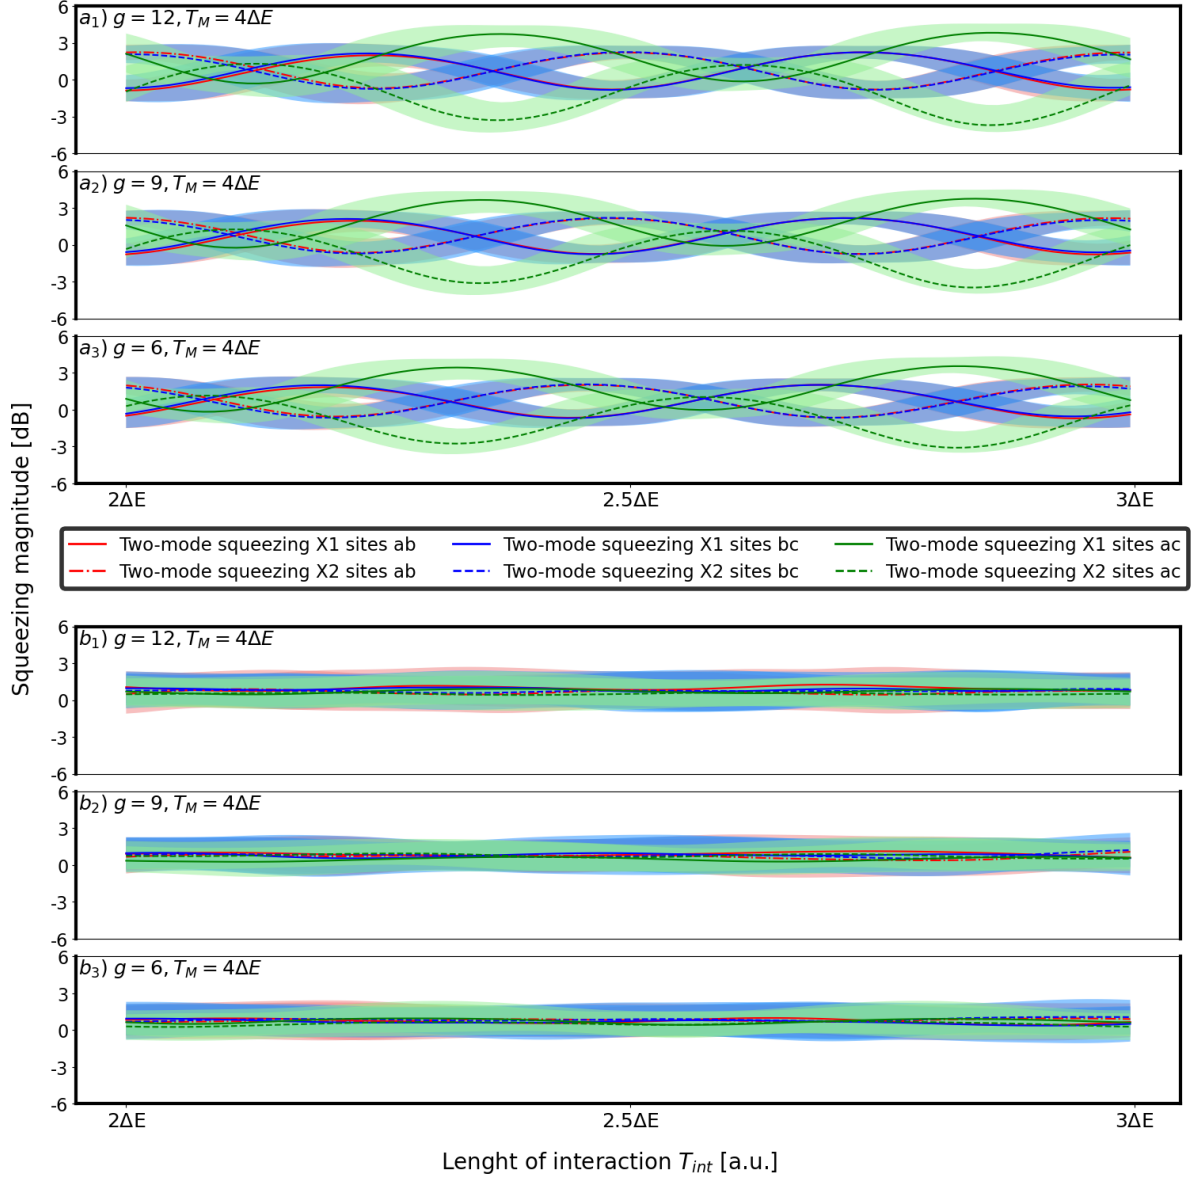 a₁) g = 12, T_M = 4ΔE
6
3
0
-3
-6
a₂) g = 9, T_M = 4ΔE
6
3
0
-3
-6
a₃) g = 6, T_M = 4ΔE
6
3
0
-3
-6
2ΔE 2.5ΔE 3ΔE
Squeezing magnitude [dB]
Two-mode squeezing X1 sites ab Two-mode squeezing X1 sites bc Two-mode squeezing X1 sites ac
Two-mode squeezing X2 sites ab Two-mode squeezing X2 sites bc Two-mode squeezing X2 sites ac
b₁) g = 12, T_M = 4ΔE
6
3
0
-3
-6
b₂) g = 9, T_M = 4ΔE
6
3
0
-3
-6
b₃) g = 6, T_M = 4ΔE
6
3
0
-3
-6
2ΔE 2.5ΔE 3ΔE
Lenght of interaction T_int [a.u.]